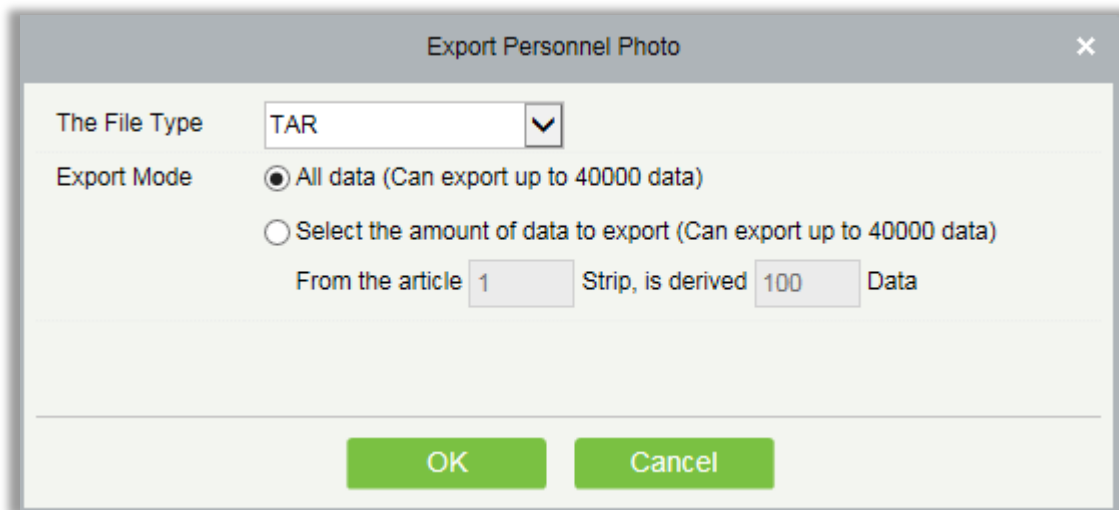 Export Personnel Photo ×
The File Type TAR
Export Mode All data (Can export up to 40000 data)
Select the amount of data to export (Can export up to 40000 data)
From the article 1 Strip, is derived 100 Data
OK Cancel